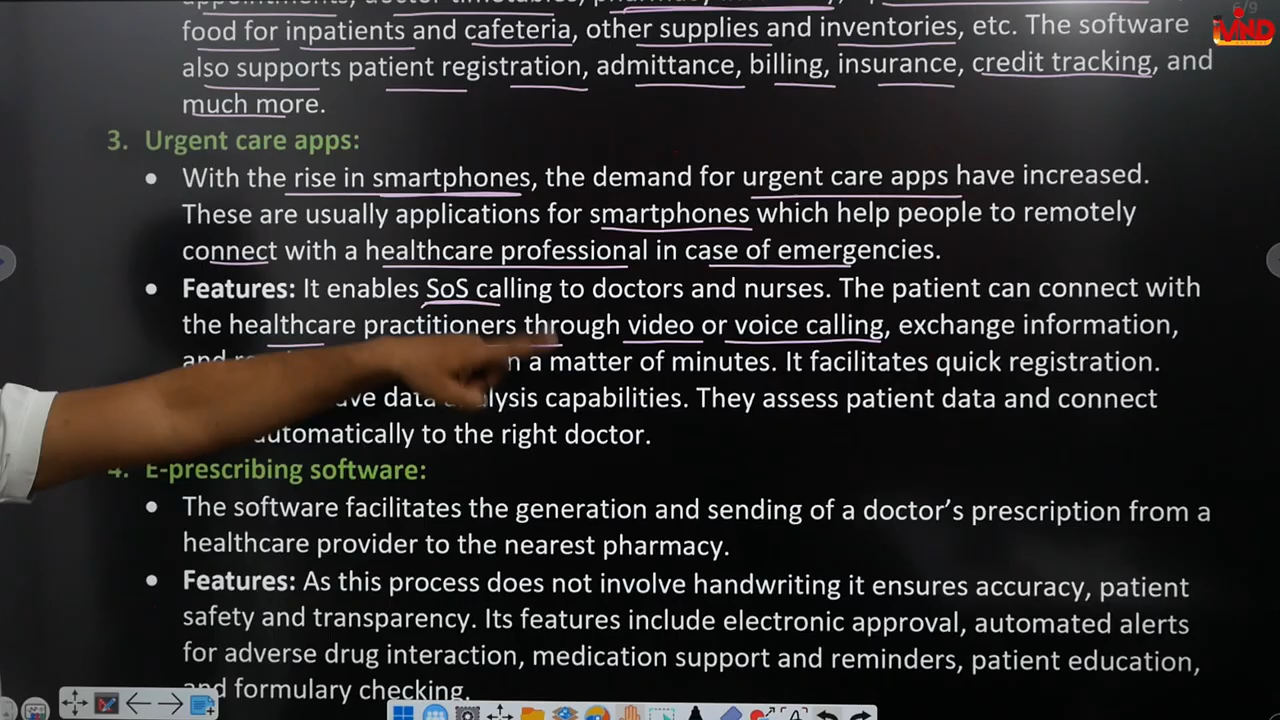 6/9
MIND
food for inpatients and cafeteria, other supplies and inventories, etc. The software
also supports patient registration, admittance, billing, insurance, credit tracking, and
much more.
3. Urgent care apps:
• With the rise in smartphones, the demand for urgent care apps have increased.
These are usually applications for smartphones which help people to remotely
connect with a healthcare professional in case of emergencies.
• Features: It enables SoS calling to doctors and nurses. The patient can connect with
the healthcare practitioners through video or voice calling, exchange information,
and a matter of minutes. It facilitates quick registration.
data analysis capabilities. They assess patient data and connect
automatically to the right doctor.
4. E-prescribing software:
• The software facilitates the generation and sending of a doctor’s prescription from a
healthcare provider to the nearest pharmacy.
• Features: As this process does not involve handwriting it ensures accuracy, patient
safety and transparency. Its features include electronic approval, automated alerts
for adverse drug interaction, medication support and reminders, patient education,
and formulary checking.